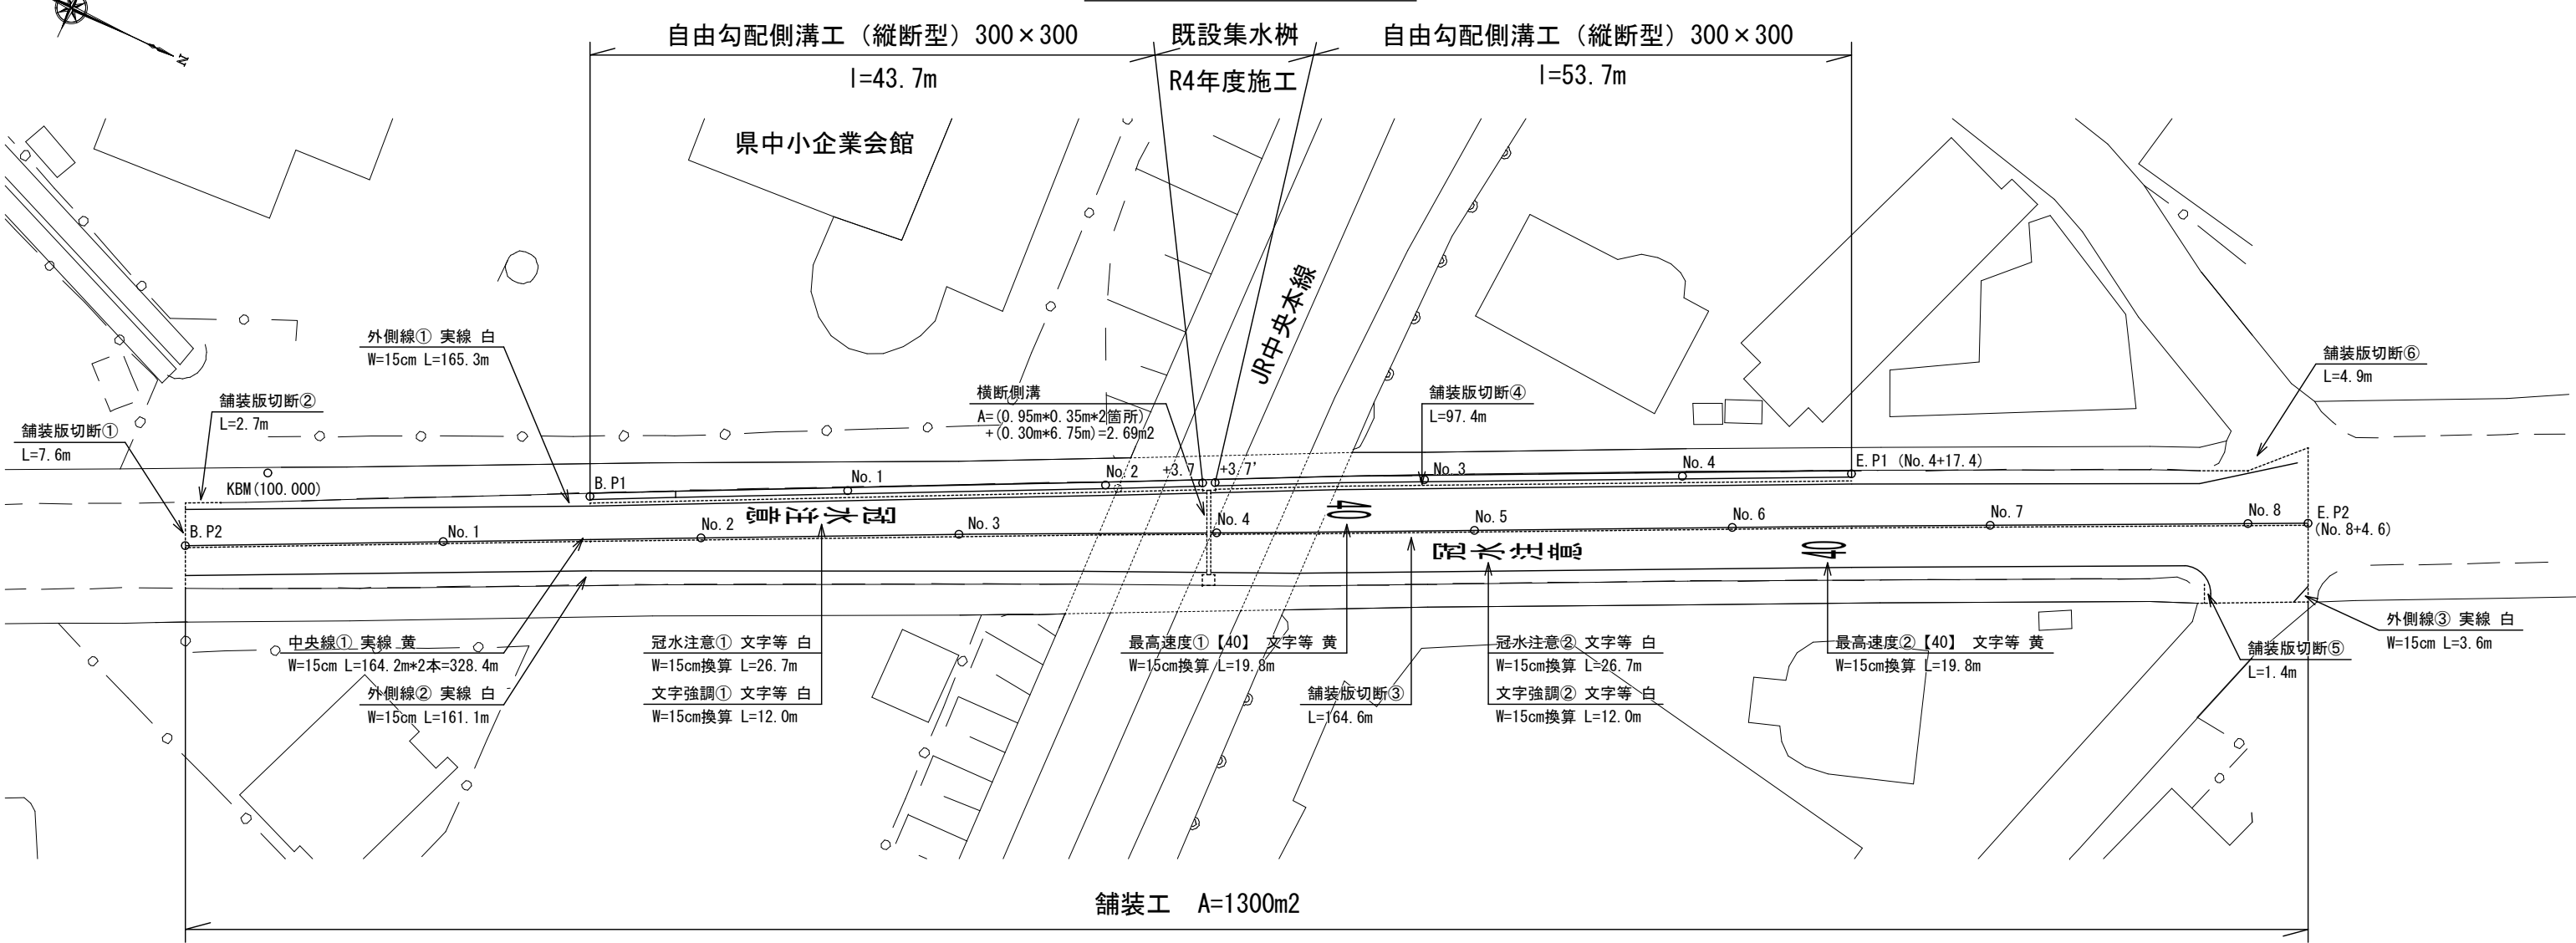 N
自由勾配側溝工（縦断型）300×300
l=43.7m
既設集水桝
R4年度施工
自由勾配側溝工（縦断型）300×300
l=53.7m
県中小企業会館
JR中央本線
外側線① 実線 白
W=15cm L=165.3m
舗装版切断②
L=2.7m
舗装版切断①
L=7.6m
横断側溝
A=(0.95m*0.35m*2箇所)
+(0.30m*6.75m)=2.69m2
舗装版切断④
L=97.4m
舗装版切断⑥
L=4.9m
KBM(100.000)
B.P1
No.1
No.2
+3.7
+3.7'
No.3
No.4
E.P1 (No.4+17.4)
冠水注意
40
B.P2
No.1
No.2
No.3
No.4
No.5
No.6
No.7
No.8
E.P2
(No.8+4.6)
冠水注意
40
中央線① 実線 黄
W=15cm L=164.2m*2本=328.4m
外側線② 実線 白
W=15cm L=161.1m
冠水注意① 文字等 白
W=15cm換算 L=26.7m
文字強調① 文字等 白
W=15cm換算 L=12.0m
最高速度①【40】 文字等 黄
W=15cm換算 L=19.8m
舗装版切断③
L=164.6m
冠水注意② 文字等 白
W=15cm換算 L=26.7m
文字強調② 文字等 白
W=15cm換算 L=12.0m
最高速度②【40】 文字等 黄
W=15cm換算 L=19.8m
舗装版切断⑤
L=1.4m
外側線③ 実線 白
W=15cm L=3.6m
舗装工 A=1300m2